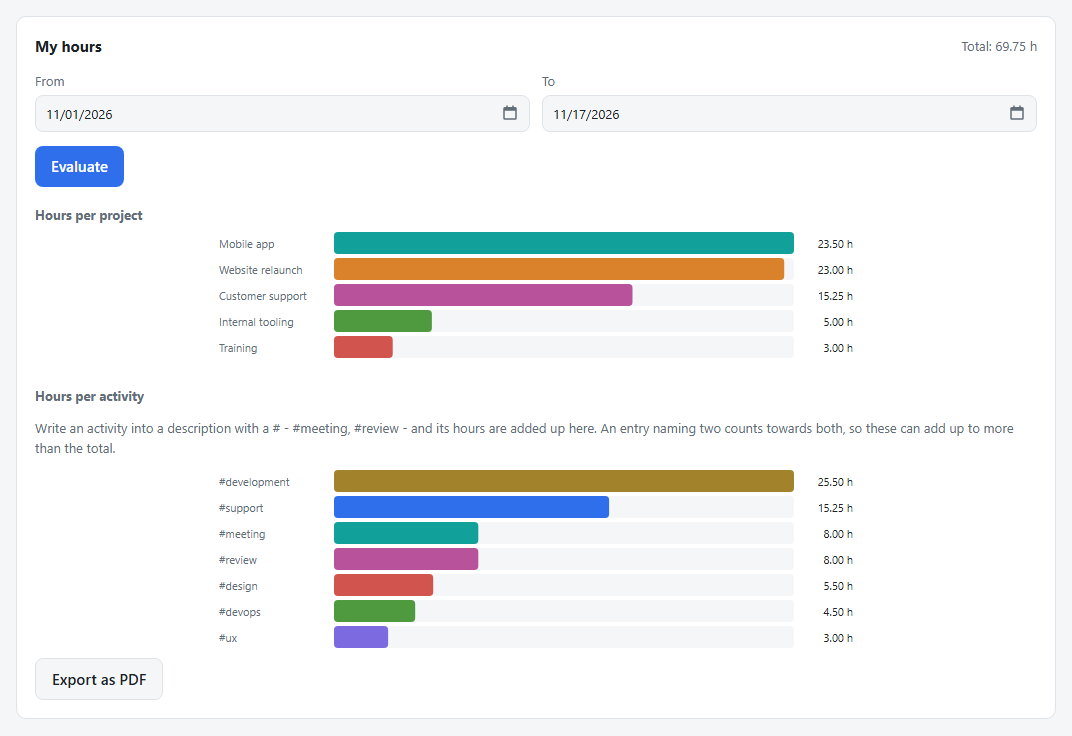 My hours
Total: 69.75 h
From
To
11/01/2026
11/17/2026
Evaluate
Hours per project
Mobile app 23.50 h
Website relaunch 23.00 h
Customer support 15.25 h
Internal tooling 5.00 h
Training 3.00 h
Hours per activity
Write an activity into a description with a # - #meeting, #review - and its hours are added up here. An entry naming two counts towards both, so these can add up to more
than the total.
#development 25.50 h
#support 15.25 h
#meeting 8.00 h
#review 8.00 h
#design 5.50 h
#devops 4.50 h
#ux 3.00 h
Export as PDF